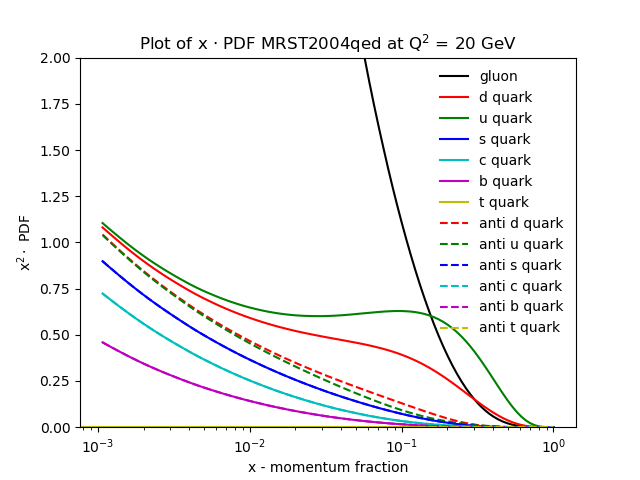 Plot of x · PDF MRST2004qed at Q² = 20 GeV
2.00
1.75
1.50
1.25
1.00
0.75
0.50
0.25
0.00
x² · PDF
gluon
d quark
u quark
s quark
c quark
b quark
t quark
anti d quark
anti u quark
anti s quark
anti c quark
anti b quark
anti t quark
10⁻³ 10⁻² 10⁻¹ 10⁰
x - momentum fraction